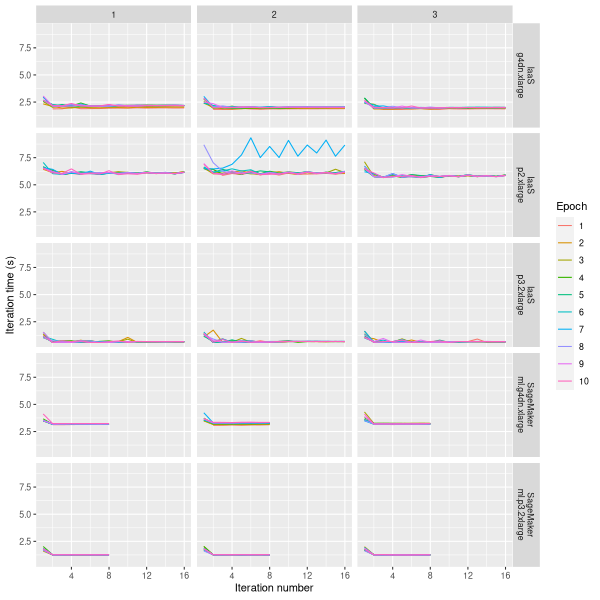 1 2 3
7.5
5.0
2.5
IaaS
g4dn.xlarge
7.5
5.0
2.5
IaaS
p2.xlarge
Iteration time (s)
7.5
5.0
2.5
IaaS
p3.2xlarge
7.5
5.0
2.5
SageMaker
ml.g4dn.xlarge
7.5
5.0
2.5
SageMaker
ml.p3.2xlarge
4 8 12 16 4 8 12 16 4 8 12 16
Iteration number
Epoch
1
2
3
4
5
6
7
8
9
10